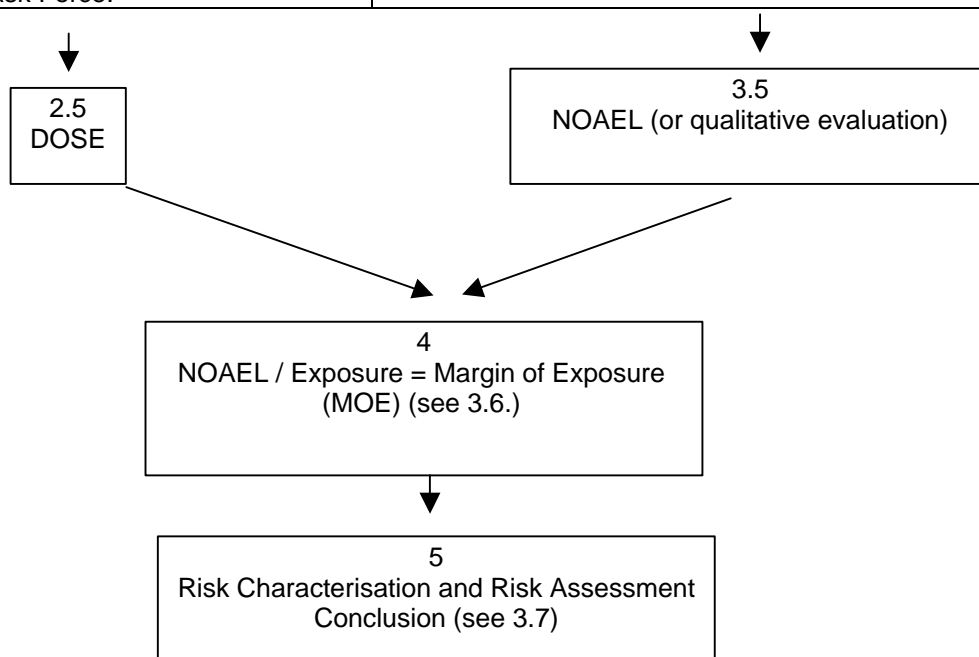 Force.
2.5
DOSE
3.5
NOAEL (or qualitative evaluation)
4
NOAEL / Exposure = Margin of Exposure
(MOE) (see 3.6.)
5
Risk Characterisation and Risk Assessment
Conclusion (see 3.7)